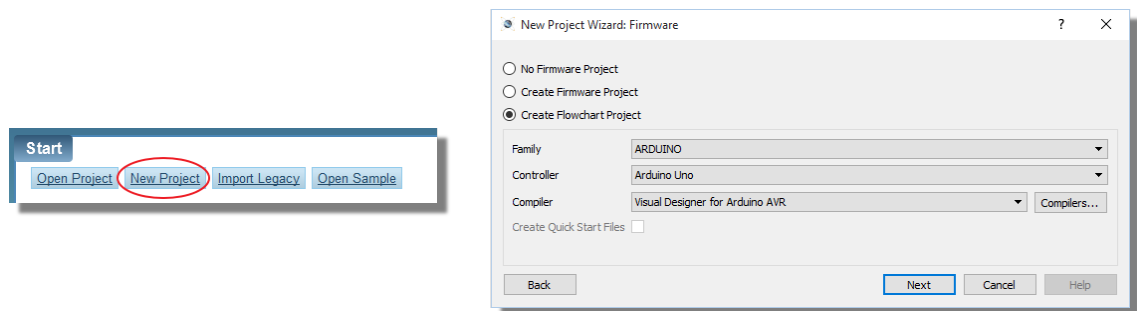 Start
Open Project New Project Import Legacy Open Sample
New Project Wizard: Firmware ? X
No Firmware Project
Create Firmware Project
Create Flowchart Project
Family ARDUINO
Controller Arduino Uno
Compiler Visual Designer for Arduino AVR Compilers...
Create Quick Start Files
Back Next Cancel Help